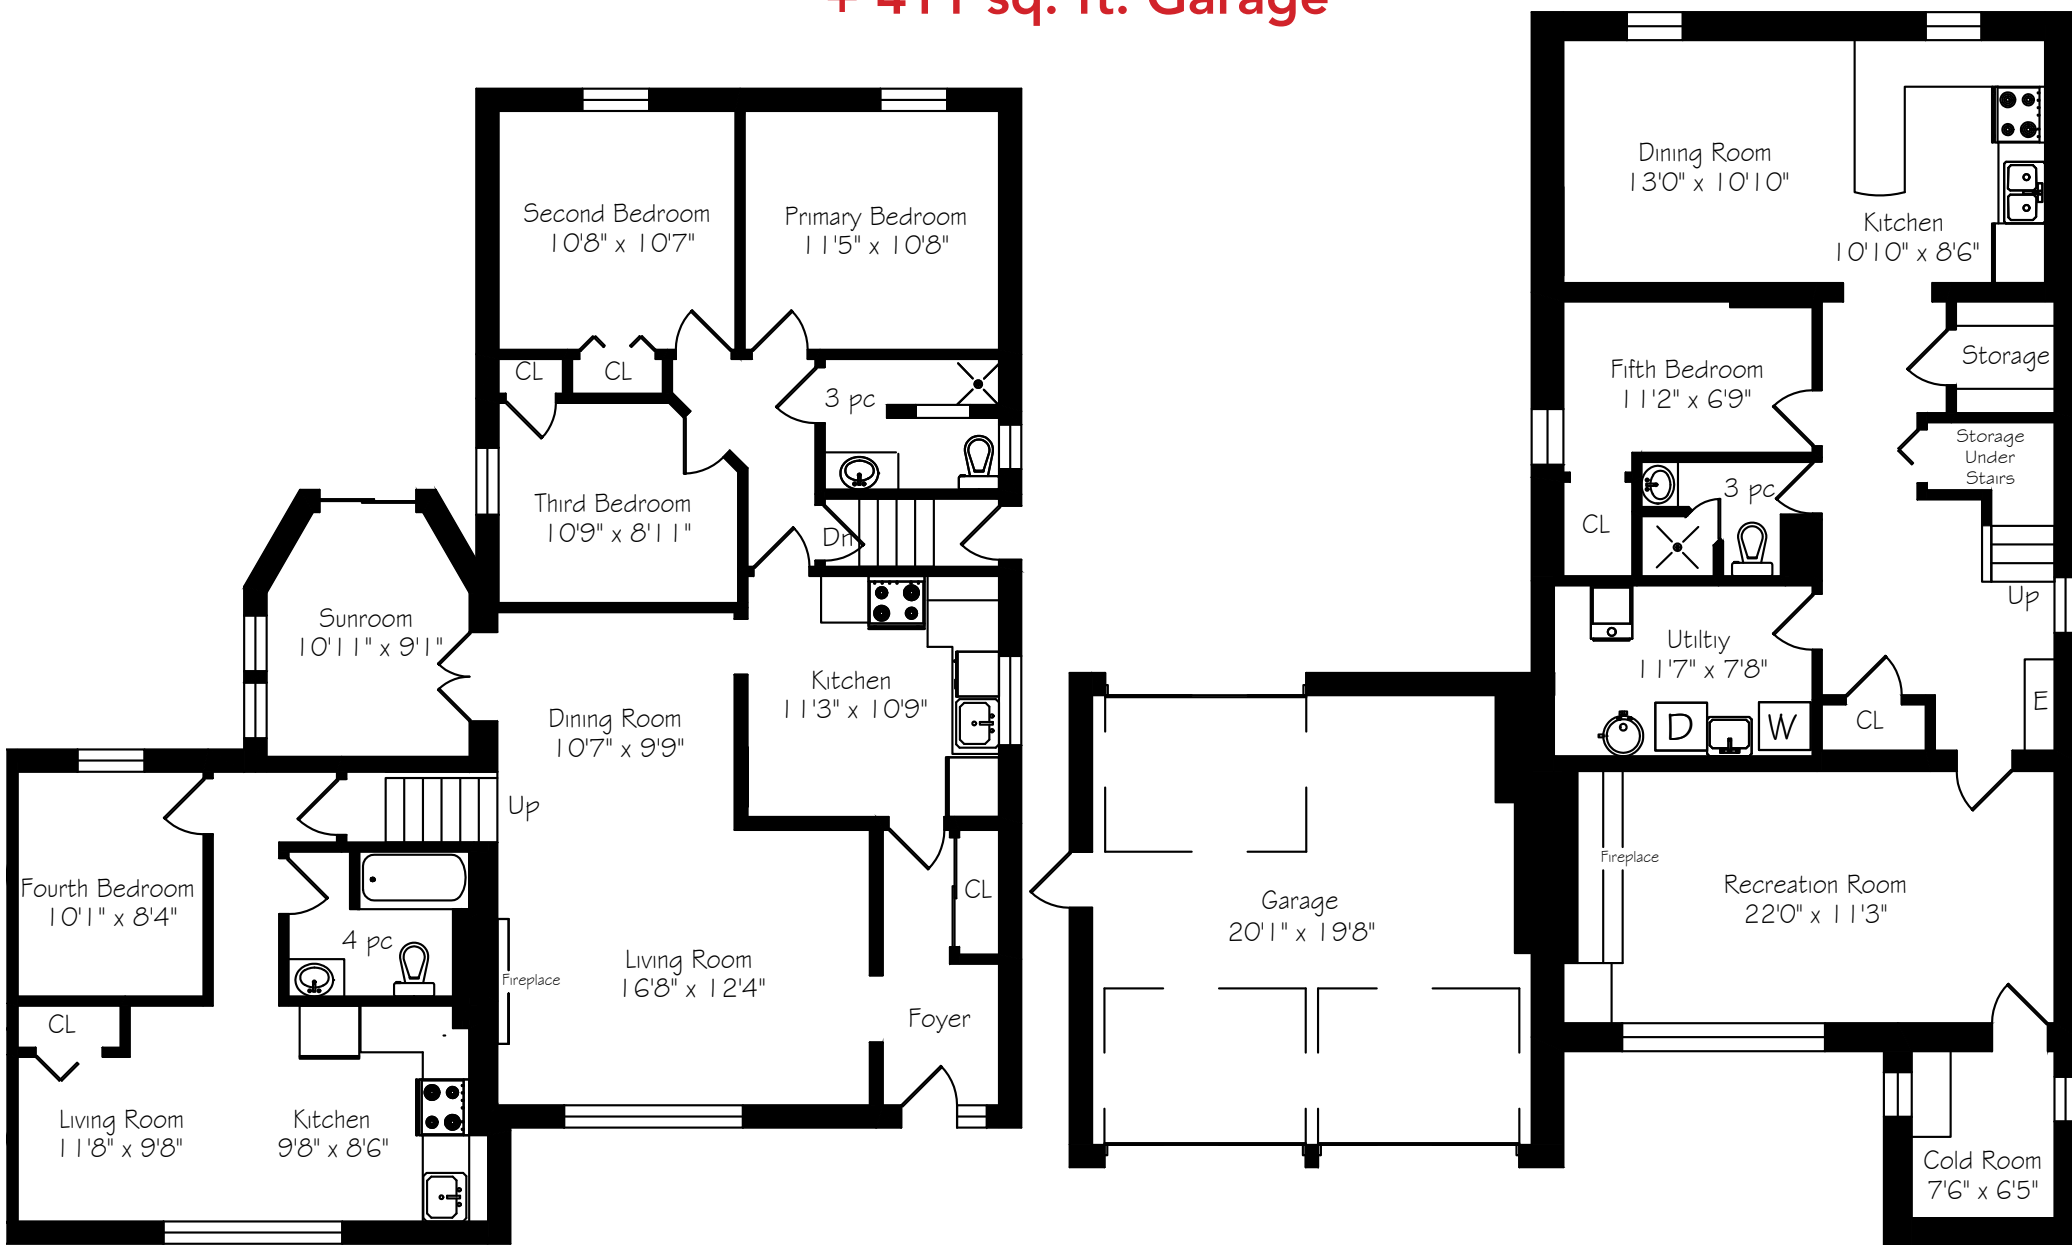 + 411 sq. ft. Garage
Second Bedroom
10'8" x 10'7"
Primary Bedroom
11'5" x 10'8"
CL
CL
3 pc
Third Bedroom
10'9" x 8'11"
Dn
Sunroom
10'11" x 9'1"
Kitchen
11'3" x 10'9"
Dining Room
10'7" x 9'9"
Up
Fourth Bedroom
10'1" x 8'4"
4 pc
CL
Fireplace
Living Room
16'8" x 12'4"
Foyer
CL
Living Room
11'8" x 9'8"
Kitchen
9'8" x 8'6"
Garage
20'1" x 19'8"
Dining Room
13'0" x 10'10"
Kitchen
10'10" x 8'6"
Fifth Bedroom
11'2" x 6'9"
Storage
Storage
Under
Stairs
3 pc
CL
Up
Utiltiy
11'7" x 7'8"
D
W
CL
E
Fireplace
Recreation Room
22'0" x 11'3"
Cold Room
7'6" x 6'5"